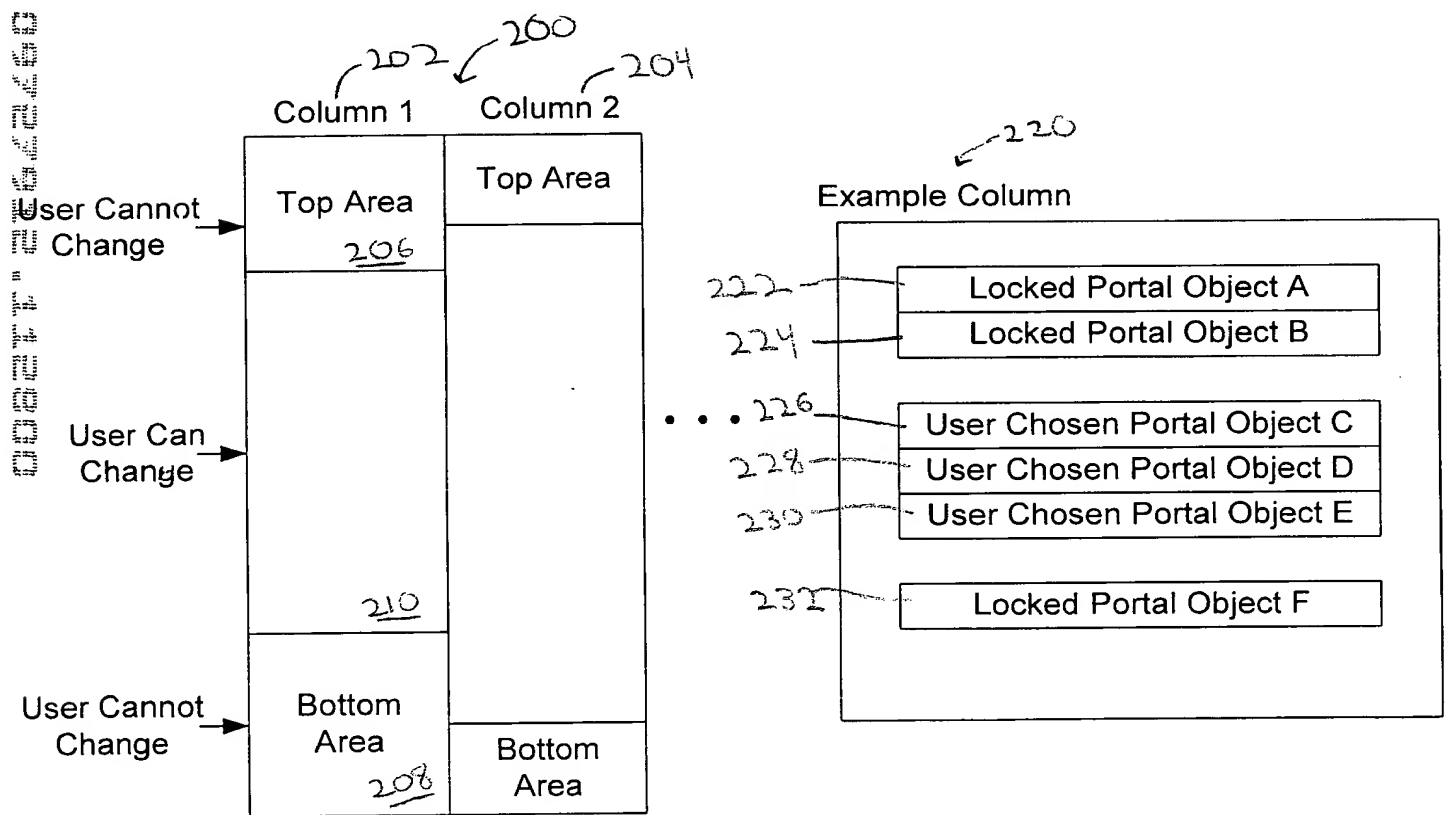 200
202
204
Column 1
Column 2
220
Example Column
User Cannot
Change
Top Area
206
Top Area
222
Locked Portal Object A
224
Locked Portal Object B
User Can
Change
226
User Chosen Portal Object C
228
User Chosen Portal Object D
230
User Chosen Portal Object E
210
232
Locked Portal Object F
User Cannot
Change
Bottom
Area
208
Bottom
Area